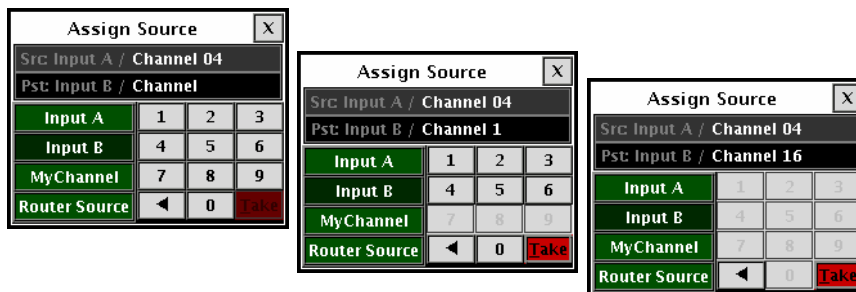 Assign Source X
Src: Input A / Channel 04
Pst: Input B / Channel
Input A 1 2 3
Input B 4 5 6
MyChannel 7 8 9
Router Source 0 Take
Assign Source X
Src: Input A / Channel 04
Pst: Input B / Channel 1
Input A 1 2 3
Input B 4 5 6
MyChannel 7 8 9
Router Source 0 Take
Assign Source X
Src: Input A / Channel 04
Pst: Input B / Channel 16
Input A 1 2 3
Input B 4 5 6
MyChannel 7 8 9
Router Source 0 Take